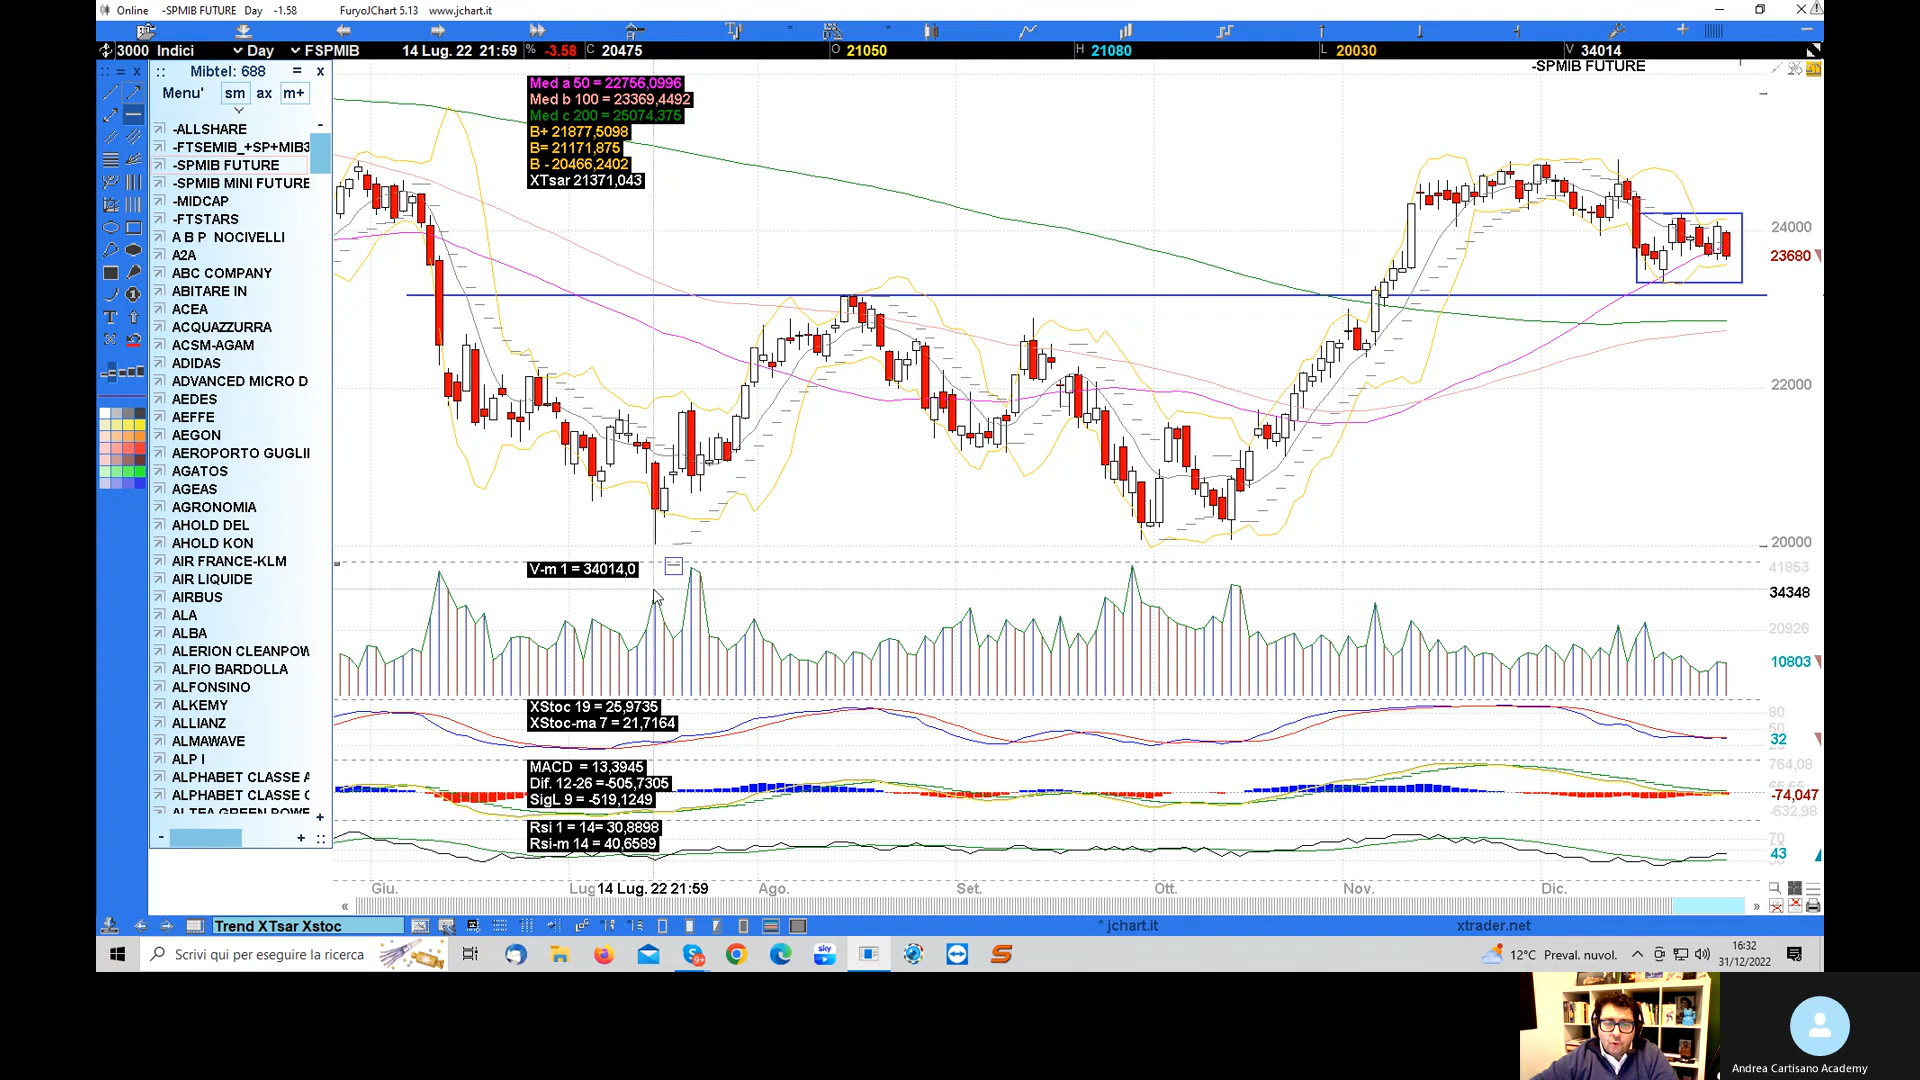 Online -SPMIB FUTURE Day -1.58 FuryoJChart 5.13 www.jchart.it
3000 Indici Day FSPMIB 14 Lug. 22 21:59 % -3.58 C 20475 O 21050 H 21080 L 20030 V 34014
-SPMIB FUTURE
Mibtel: 688 = x
Menu' sm ax m+
-ALLSHARE
-FTSEMIB_+SP+MIB3
-SPMIB FUTURE
-SPMIB MINI FUTURE
-MIDCAP
-FTSTARS
A B P NOCIVELLI
A2A
ABC COMPANY
ABITARE IN
ACEA
ACQUAZZURRA
ACSM-AGAM
ADIDAS
ADVANCED MICRO D
AEDES
AEFFE
AEGON
AEROPORTO GUGLII
AGATOS
AGEAS
AGRONOMIA
AHOLD DEL
AHOLD KON
AIR FRANCE-KLM
AIR LIQUIDE
AIRBUS
ALA
ALBA
ALERION CLEANPOW
ALFIO BARDOLLA
ALFONSINO
ALKEMY
ALLIANZ
ALMAWAVE
ALP I
ALPHABET CLASSE A
ALPHABET CLASSE C
Med a 50 = 22756,0996
Med b 100 = 23369,4492
Med c 200 = 25074,375
B+ 21877,5098
B= 21171,875
B - 20466,2402
XTsar 21371,043
24000
23680
22000
20000
V-m 1 = 34014,0
41853
34348
20926
10803
XStoc 19 = 25,9735
XStoc-ma 7 = 21,7164
80
50
32
MACD = 13,3945
Dif. 12-26 =-505,7305
SigL 9 = -519,1249
764,08
-74,047
-632,98
Rsi 1 = 14= 30,8898
Rsi-m 14 = 40,6589
70
43
Giu. Lug 14 Lug. 22 21:59 Ago. Set. Ott. Nov. Dic.
« »
Trend XTsar Xstoc * jchart.it xtrader.net
Scrivi qui per eseguire la ricerca sky 12°C Preval. nuvol. 16:32
31/12/2022
Andrea Cartisano Academy